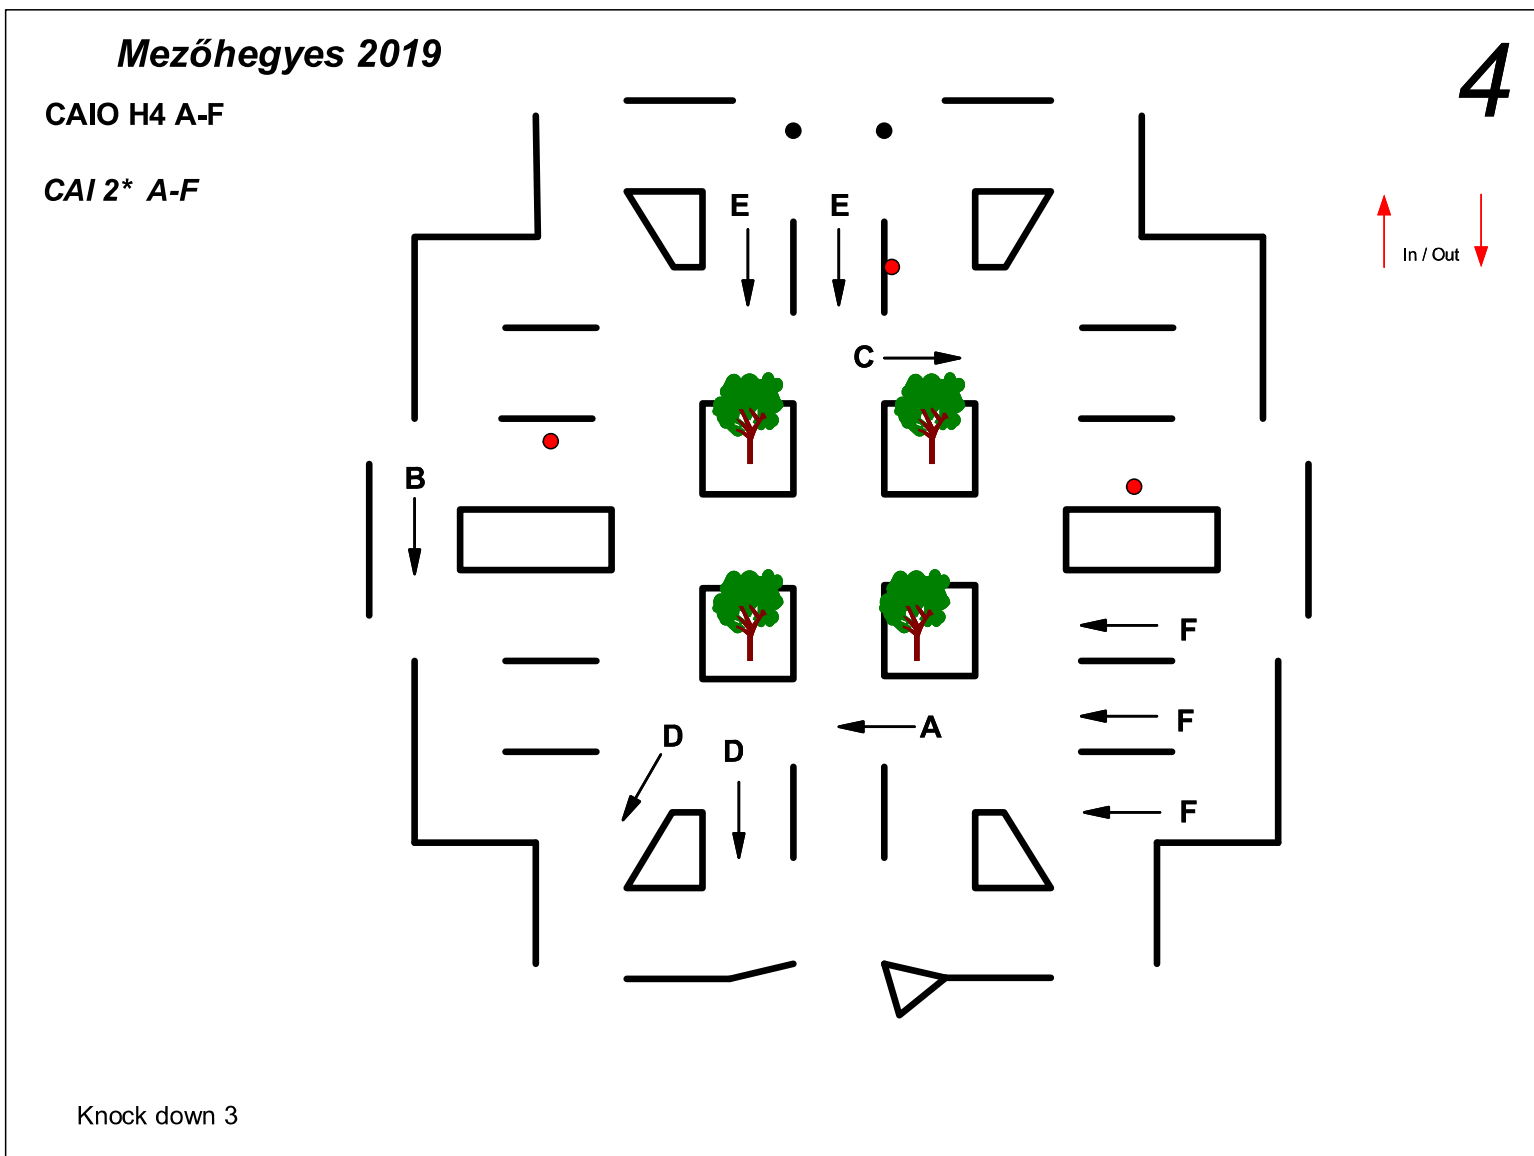 Mezőhegyes 2019
4
CAIO H4 A-F
CAI 2* A-F
E E
In / Out
C
B
F
F
D
D
A
F
Knock down 3